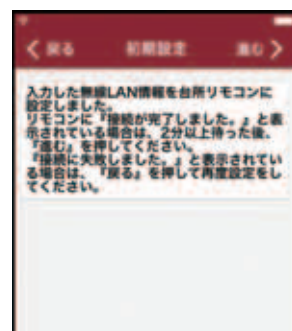 戻る 初期設定 進む
入力した無線LAN情報を台所リモコンに
設定しました。
リモコンに『接続が完了しました。』と表
示されている場合は、2分以上待った後、
『進む』を押してください。
『接続に失敗しました。』と表示されてい
る場合は、『戻る』を押して再度設定をし
てください。